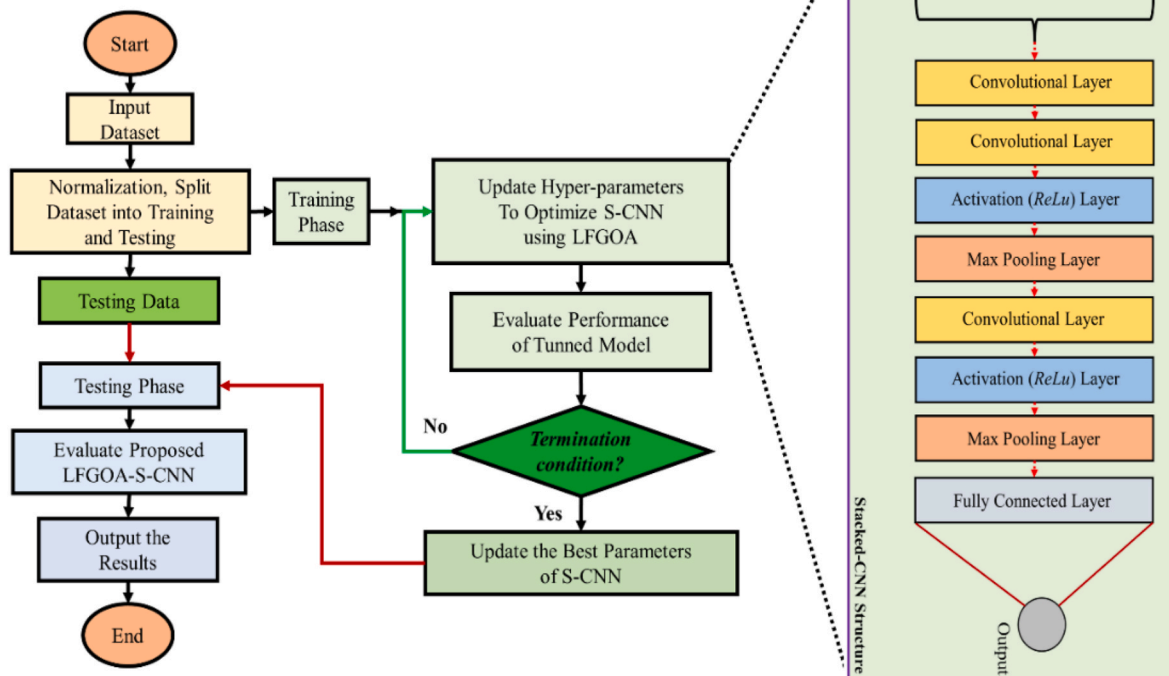 Start
Input
Dataset
Normalization, Split
Dataset into Training
and Testing
Testing Data
Testing Phase
Evaluate Proposed
LFGOA-S-CNN
Output the
Results
End
Training
Phase
Update Hyper-parameters
To Optimize S-CNN
using LFGOA
Evaluate Performance
of Tunned Model
Termination
condition?
No
Yes
Update the Best Parameters
of S-CNN
Convolutional Layer
Convolutional Layer
Activation (ReLu) Layer
Max Pooling Layer
Convolutional Layer
Activation (ReLu) Layer
Max Pooling Layer
Fully Connected Layer
Output
Stacked-CNN Structure